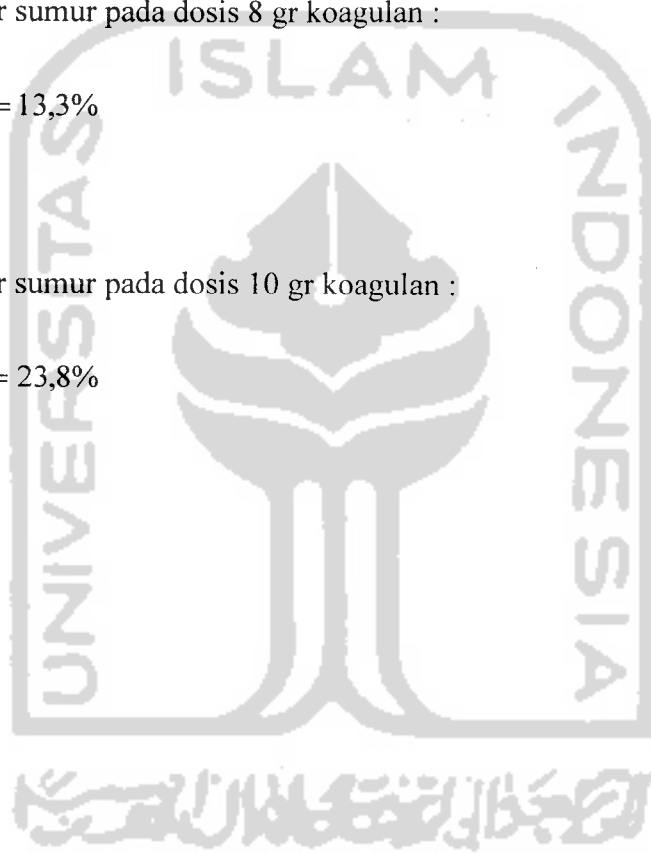 r sumur pada dosis 8 gr koagulan :
= 13,3%
r sumur pada dosis 10 gr koagulan :
= 23,8%
ISLAM
UNIVERSITAS
INDONESIA